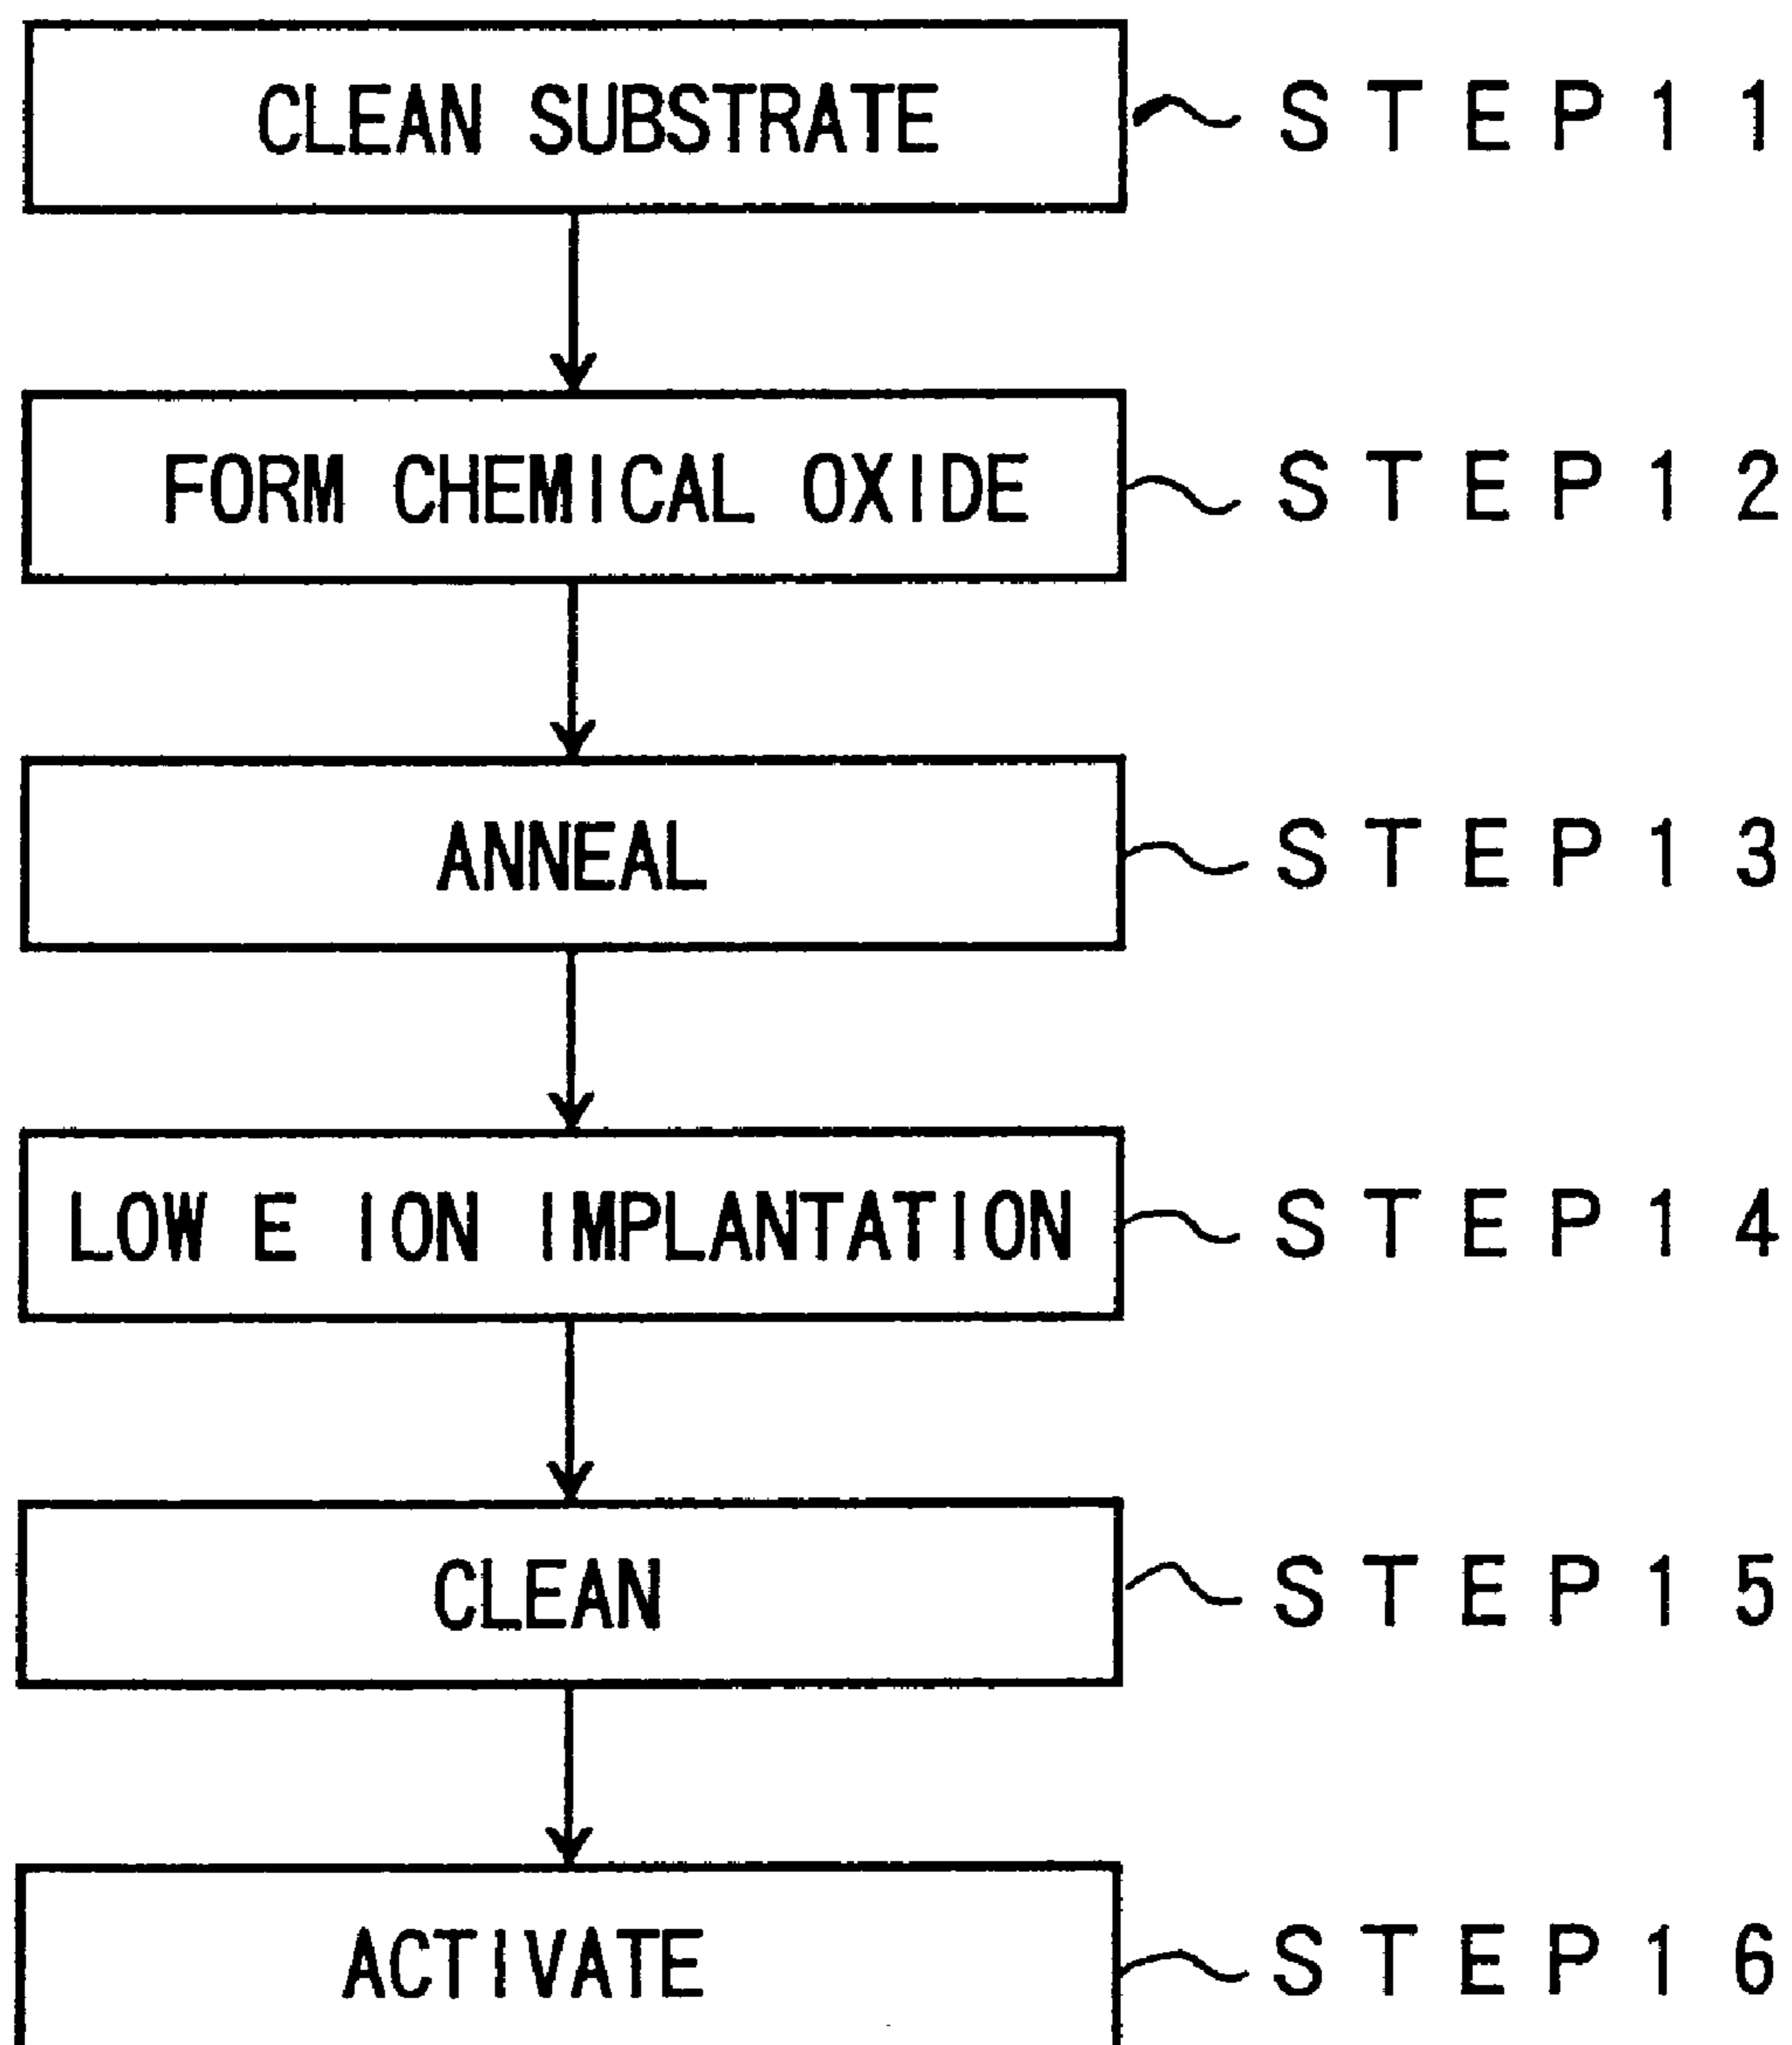 CLEAN SUBSTRATE STEP11
FORM CHEMICAL OXIDE STEP12
ANNEAL STEP13
LOW E ION IMPLANTATION STEP14
CLEAN STEP15
ACTIVATE STEP16